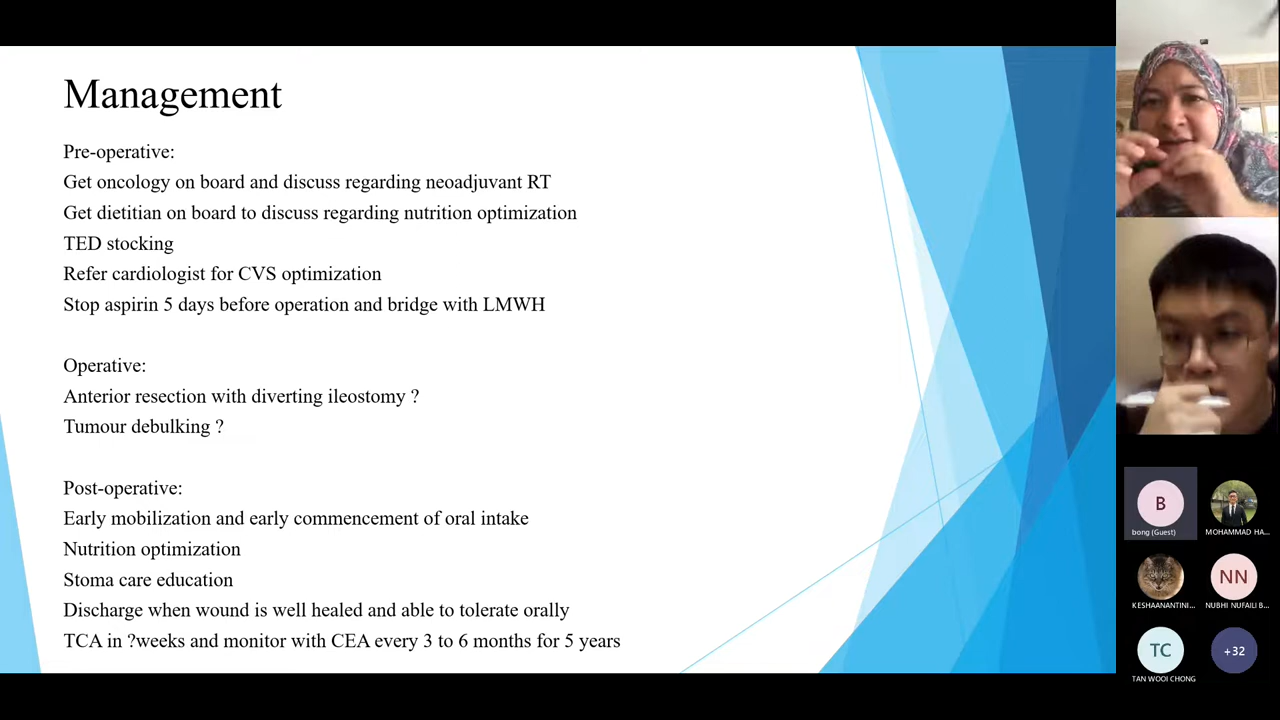 Management
Pre-operative:
Get oncology on board and discuss regarding neoadjuvant RT
Get dietitian on board to discuss regarding nutrition optimization
TED stocking
Refer cardiologist for CVS optimization
Stop aspirin 5 days before operation and bridge with LMWH
Operative:
Anterior resection with diverting ileostomy ?
Tumour debulking ?
Post-operative:
Early mobilization and early commencement of oral intake
Nutrition optimization
Stoma care education
Discharge when wound is well healed and able to tolerate orally
TCA in ?weeks and monitor with CEA every 3 to 6 months for 5 years
B
bong (Guest)
MOHAMMAD HA...
KESHAANANTINI...
NN
NUBHI NUFAILI B...
TC
TAN WOOI CHONG
+32